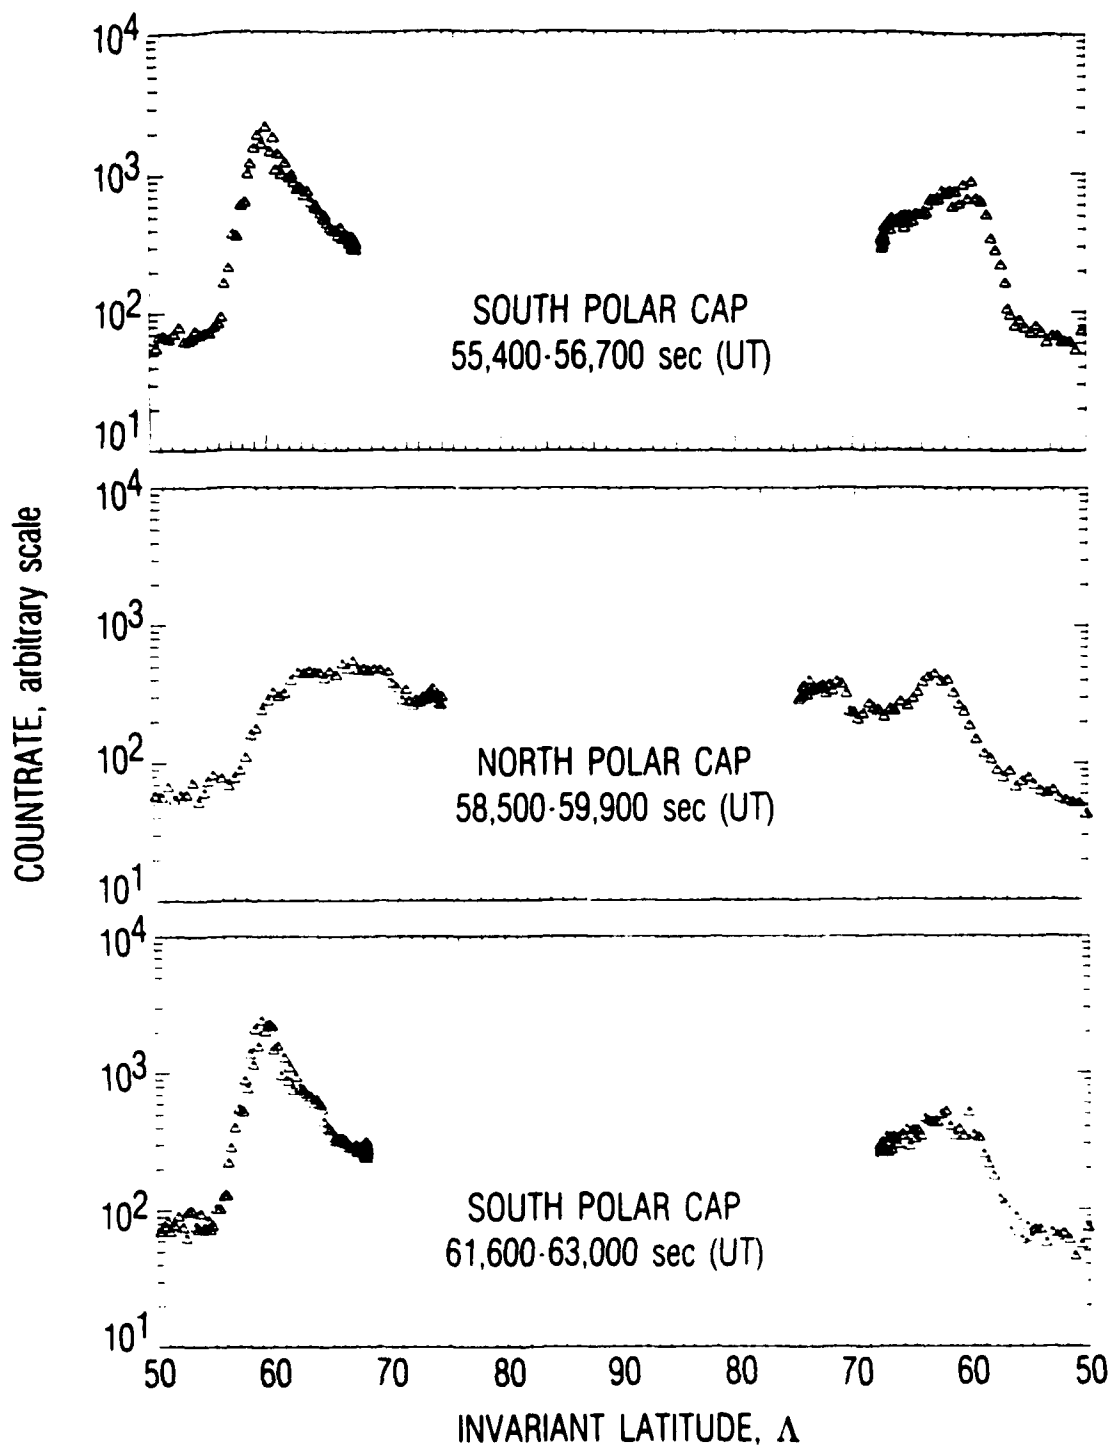 10^4
10^3
10^2
10^1
SOUTH POLAR CAP
55,400-56,700 sec (UT)
COUNTRATE, arbitrary scale
10^4
10^3
10^2
10^1
NORTH POLAR CAP
58,500-59,900 sec (UT)
10^4
10^3
10^2
10^1
SOUTH POLAR CAP
61,600-63,000 sec (UT)
50 60 70 80 90 80 70 60 50
INVARIANT LATITUDE, Λ